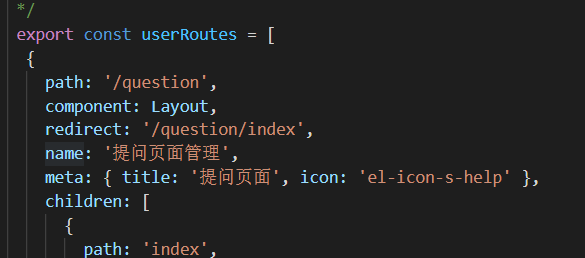 */
export const userRoutes = [
{
path: '/question',
component: Layout,
redirect: '/question/index',
name: '提问页面管理',
meta: { title: '提问页面', icon: 'el-icon-s-help' },
children: [
{
path: 'index',